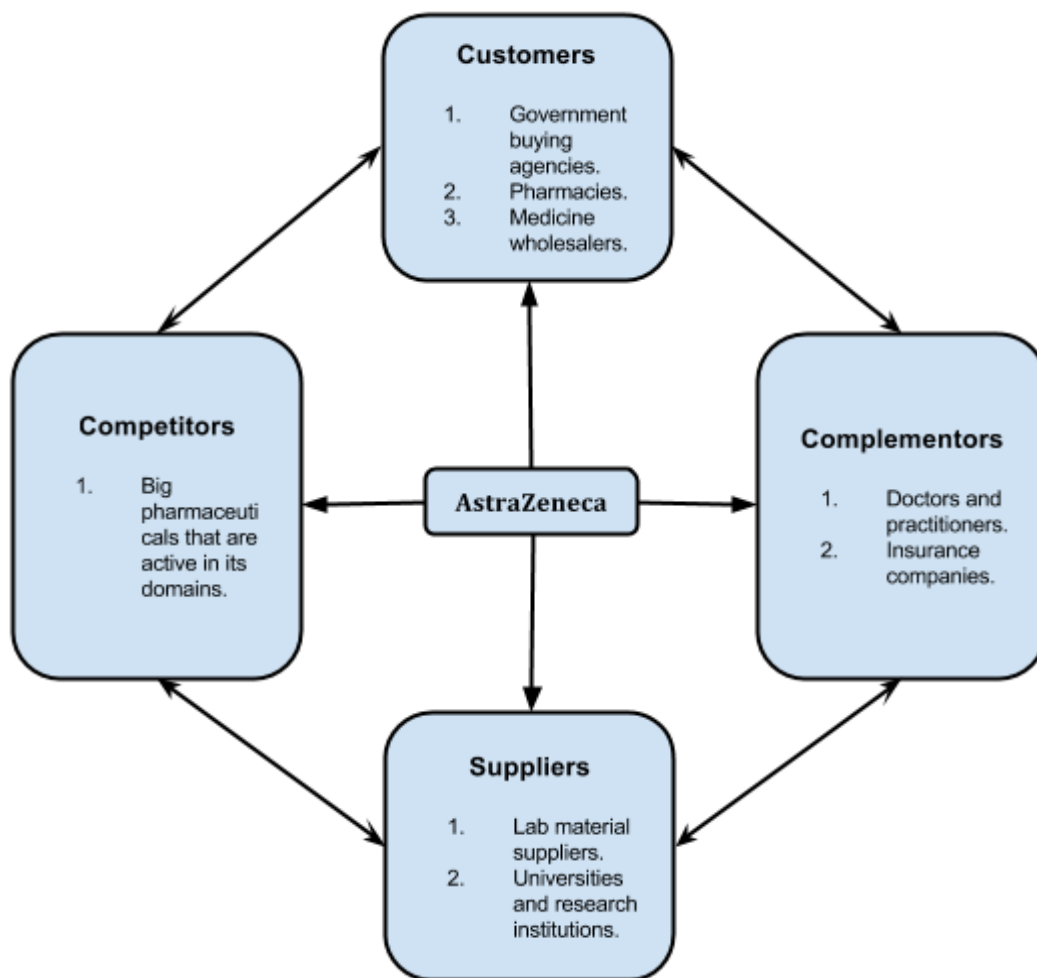 Customers
1. Government
buying
agencies.
2. Pharmacies.
3. Medicine
wholesalers.
Competitors
1. Big
pharmaceuti
cals that are
active in its
domains.
AstraZeneca
Complementors
1. Doctors and
practitioners.
2. Insurance
companies.
Suppliers
1. Lab material
suppliers.
2. Universities
and research
institutions.